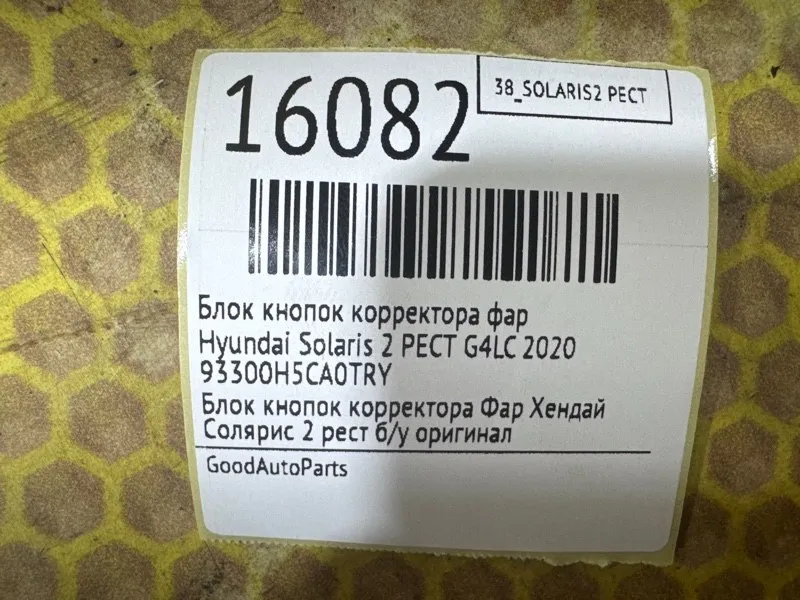 16082
38_SOLARIS2 РЕСТ
Блок кнопок корректора фар
Hyundai Solaris 2 РЕСТ G4LC 2020
93300H5CA0TRY
Блок кнопок корректора Фар Хендай
Солярис 2 рест б/у оригинал
GoodAutoParts